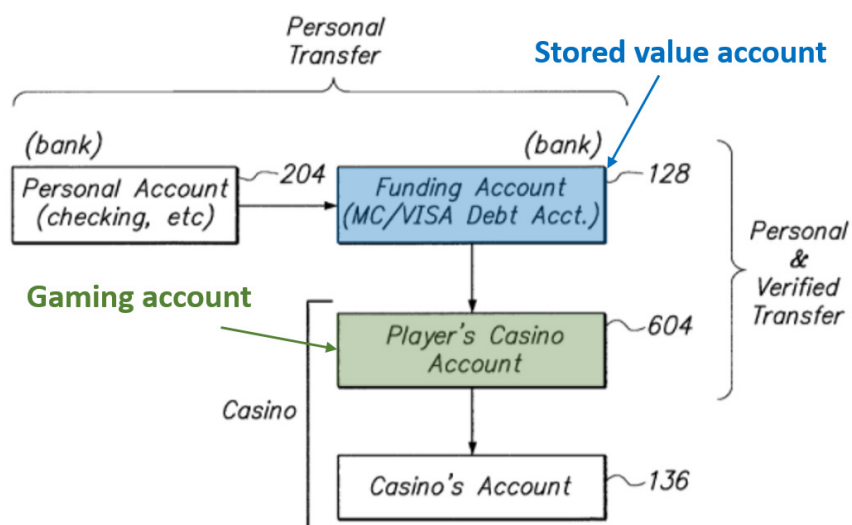 Personal
Transfer
Stored value account
(bank)
(bank)
Personal Account
(checking, etc)
204
Funding Account
(MC/VISA Debt Acct.)
128
Personal
&
Verified
Transfer
Gaming account
Player's Casino
Account
604
Casino
Casino's Account
136